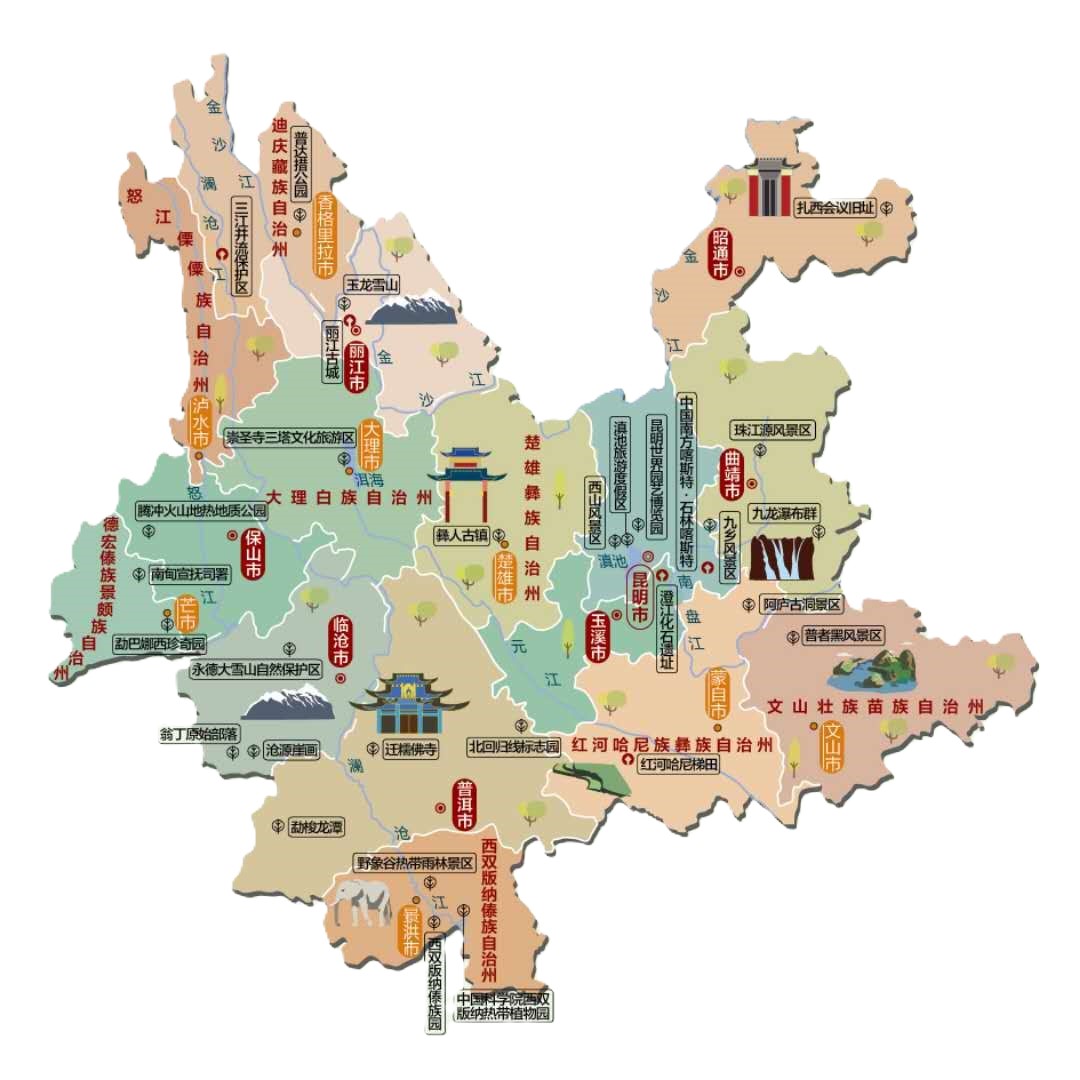 金沙江
澜沧江
迪庆藏族自治州
普达措公园
香格里拉市
三江并流保护区
怒江傈僳族自治州
泸水市
玉龙雪山
丽江古城
丽江市
金沙江
扎西会议旧址
昭通市
金沙江
崇圣寺三塔文化旅游区
大理市
洱海
大理白族自治州
楚雄彝族自治州
彝人古镇
楚雄市
滇池旅游度假区
昆明世界园艺博览园
中国南方喀斯特·石林喀斯特
西山风景区
滇池
昆明市
珠江源风景区
曲靖市
九龙瀑布群
九乡风景区
南盘江
澄江化石遗址
玉溪市
元江
阿庐古洞景区
普者黑风景区
怒江
腾冲火山地热地质公园
保山市
德宏傣族景颇族自治州
南甸宣抚司署
芒市
勐巴娜西珍奇园
临沧市
永德大雪山自然保护区
翁丁原始部落
沧源崖画
迁糯佛寺
北回归线标志园
红河哈尼族彝族自治州
红河哈尼梯田
蒙自市
文山壮族苗族自治州
文山市
澜沧江
普洱市
勐梭龙潭
野象谷热带雨林景区
西双版纳傣族自治州
景洪市
西双版纳傣族园
中国科学院西双
版纳热带植物园